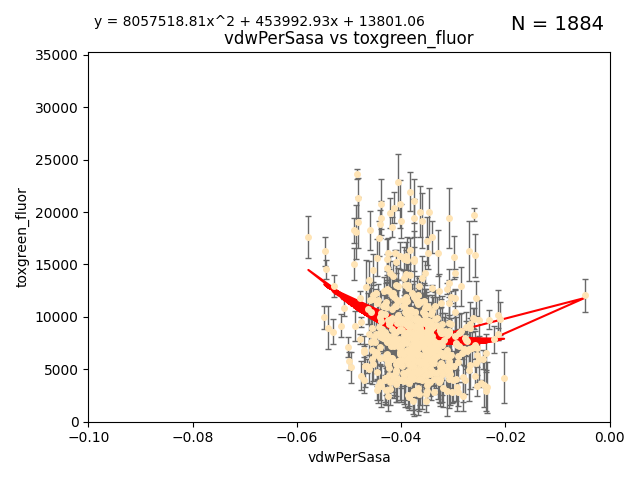 y = 8057518.81x^2 + 453992.93x + 13801.06
N = 1884
vdwPerSasa vs toxgreen_fluor
35000
30000
25000
20000
15000
10000
5000
0
toxgreen_fluor
−0.10 −0.08 −0.06 −0.04 −0.02 0.00
vdwPerSasa